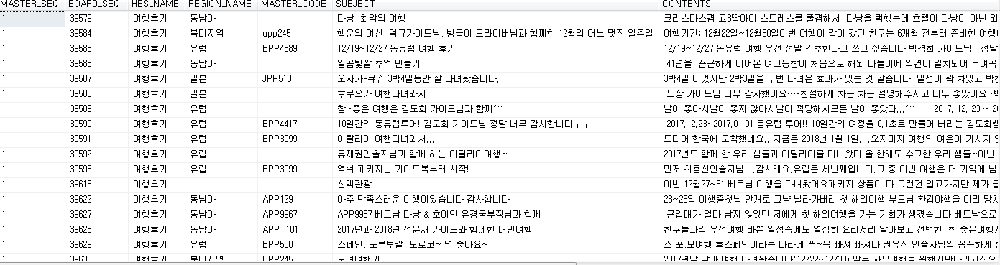 MASTER_SEQ BOARD_SEQ HBS_NAME REGION_NAME MASTER_CODE SUBJECT CONTENTS
1 39579 여행후기 동남아 다낭 ,최악의 여행 크리스마스겸 고3딸아이 스트레스를 풀겸해서 다낭을 택했는데 호텔이 다낭이 아닌 외
1 39584 여행후기 북미지역 upp245 행운의 여신, 덕규가이드님, 방글이 드라이버님과 함께한 12월의 어느 멋진 일주일 여행기간: 12월22일~12월30일이번 여행이 같이 갔던 친구는 6개월 전부터 준비한 여행
1 39585 여행후기 유럽 EPP4389 12/19~12/27 동유럽 여행 후기 12/19~12/27 동유럽 여행 우선 정말 강추한다고 쓰고 싶습니다.박경희 가이드님.. 정말
1 39586 여행후기 동남아 일곱빛깔 추억 만들기 41년을 끈끈하게 이어온 여고동창이 처음으로 해외 나들이에 의견이 일치되어 우여곡
1 39587 여행후기 일본 JPP510 오사카-큐슈 3박4일동안 잘 다녀왔습니다. 3박4일 이었지만 2박3일을 두번 다녀온 효과가 있는 것 같습니다. 일정이 꽉 차있고 박
1 39588 여행후기 일본 후쿠오카 여행다녀와서 노상 가이드님 너무 감사했어요~~친절하게 차근 차근 설명해주시고 너무 좋았어요~
1 39589 여행후기 유럽 참~좋은 여행은 김도희 가이드님과 함께^^ 날이 좋아서날이 좋지 않아서날이 적당해서모든 날이 좋았다...^^ 2017. 12. 23 ~
1 39590 여행후기 유럽 EPP4417 10일간의 동유럽투어! 김도희 가이드님 정말 너무 감사합니다ㅜㅜ 2017.12.23~2017.01.01 동유럽 투어!!!10일간의 여정을 0.1초로 만들어 버리는 김도희쌤
1 39591 여행후기 유럽 EPP3999 이탈리아 여행다녀와서.... 드디어 한국에 도착했네요...지금은 2018년 1월 1일....오자마자 여행의 여운이 가시지
1 39592 여행후기 유럽 유재권인솔자님과 함께 하는 이탈리아여행~ 2017년도 함께 한 우리 샘들과 이탈리아를 다녀왔다 올 한해도 수고한 우리 샘들~이번
1 39593 여행후기 유럽 EPP3999 역쉬 패키지는 가이드복부터 시작! 먼저 최용선인솔자님 ...감사해요.유럽은 세번째입니다.그 중 이번 여행은 더 기억에 남
1 39615 여행후기 선택관광 이번 12월27~31 베트남 여행을 다녀왔어요패키지 상품이 다 그런건 알고가지만 제가 글
1 39622 여행후기 동남아 APP129 아주 만족스러운 여행이었습니다 감사합니다 23~26일 여행중첫날 안개로 그냥 날라가버려 첫 해외여행 부모님 환갑야행을 이리 망치
1 39627 여행후기 동남아 APP9967 APP9967 베트남 다낭 & 호이안 유경국부장님과 함께 군입대가 얼마 남지 않았던 저에게 첫 해외여행을 가는 기회가 생겼습니다 베트남으로
1 39628 여행후기 동남아 APPT101 2017년과 2018년 정윤재 가이드와 함께한 대만여행 친구들과의 우정여행 바쁜 일정중에도 열심히 요리저리 알아보고 선택한 참 좋은여행사
1 39629 여행후기 유럽 EPP500 스페인, 포루투갈, 모로코~ 넘 좋아요~ 스,포,모여행 후스페인이라는 나라에 푸~욱 빠져 빠져다.권유진 인솔자님의 꼼꼼하게
1 39630 여행후기 북미지역 UPP245 모녀여행기 2017년말 딸과 여행 다녀왔습니다(12/22~12/30) 딸은 자유여행을 원했지만